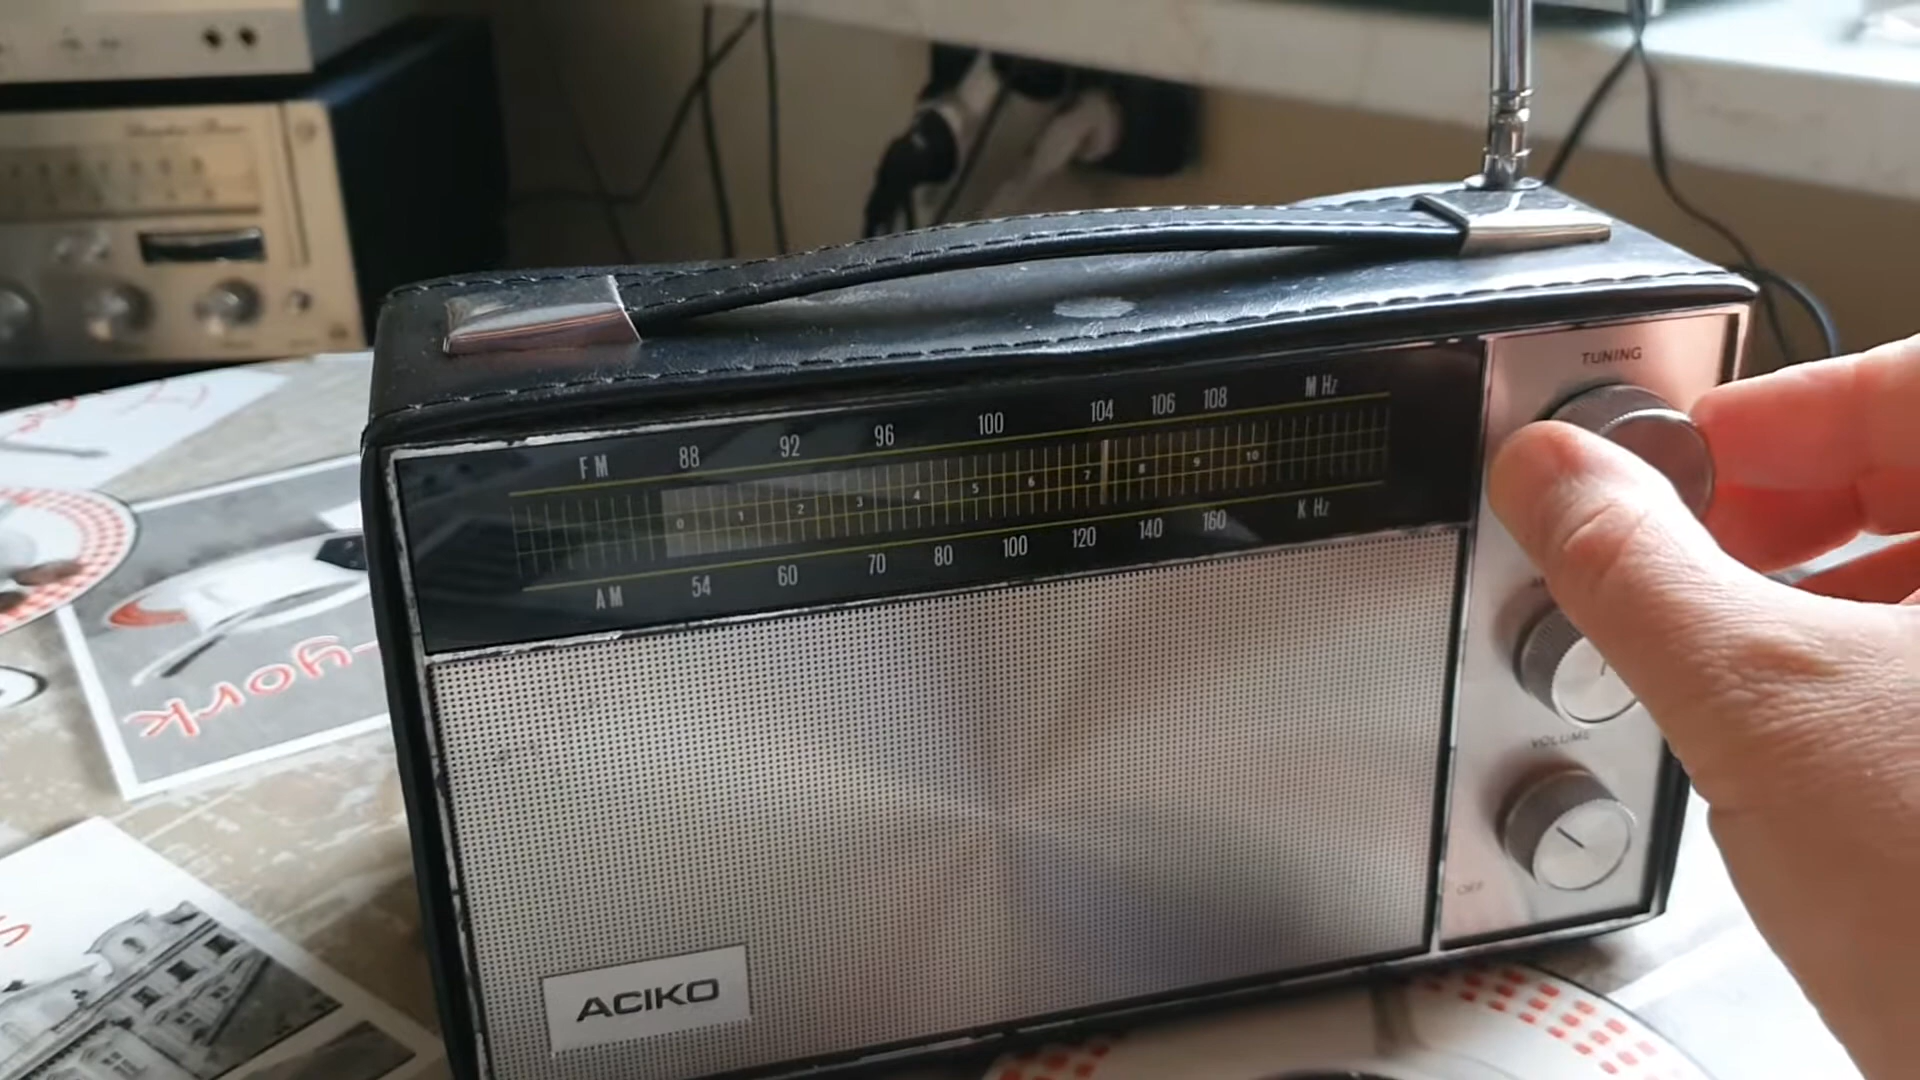 TUNING
FM 88 92 96 100 104 106 108 MHz
0 1 2 3 4 5 6 7 8 9 10
AM 54 60 70 80 100 120 140 160 KHz
VOLUME
OFF
ACIKO
-york